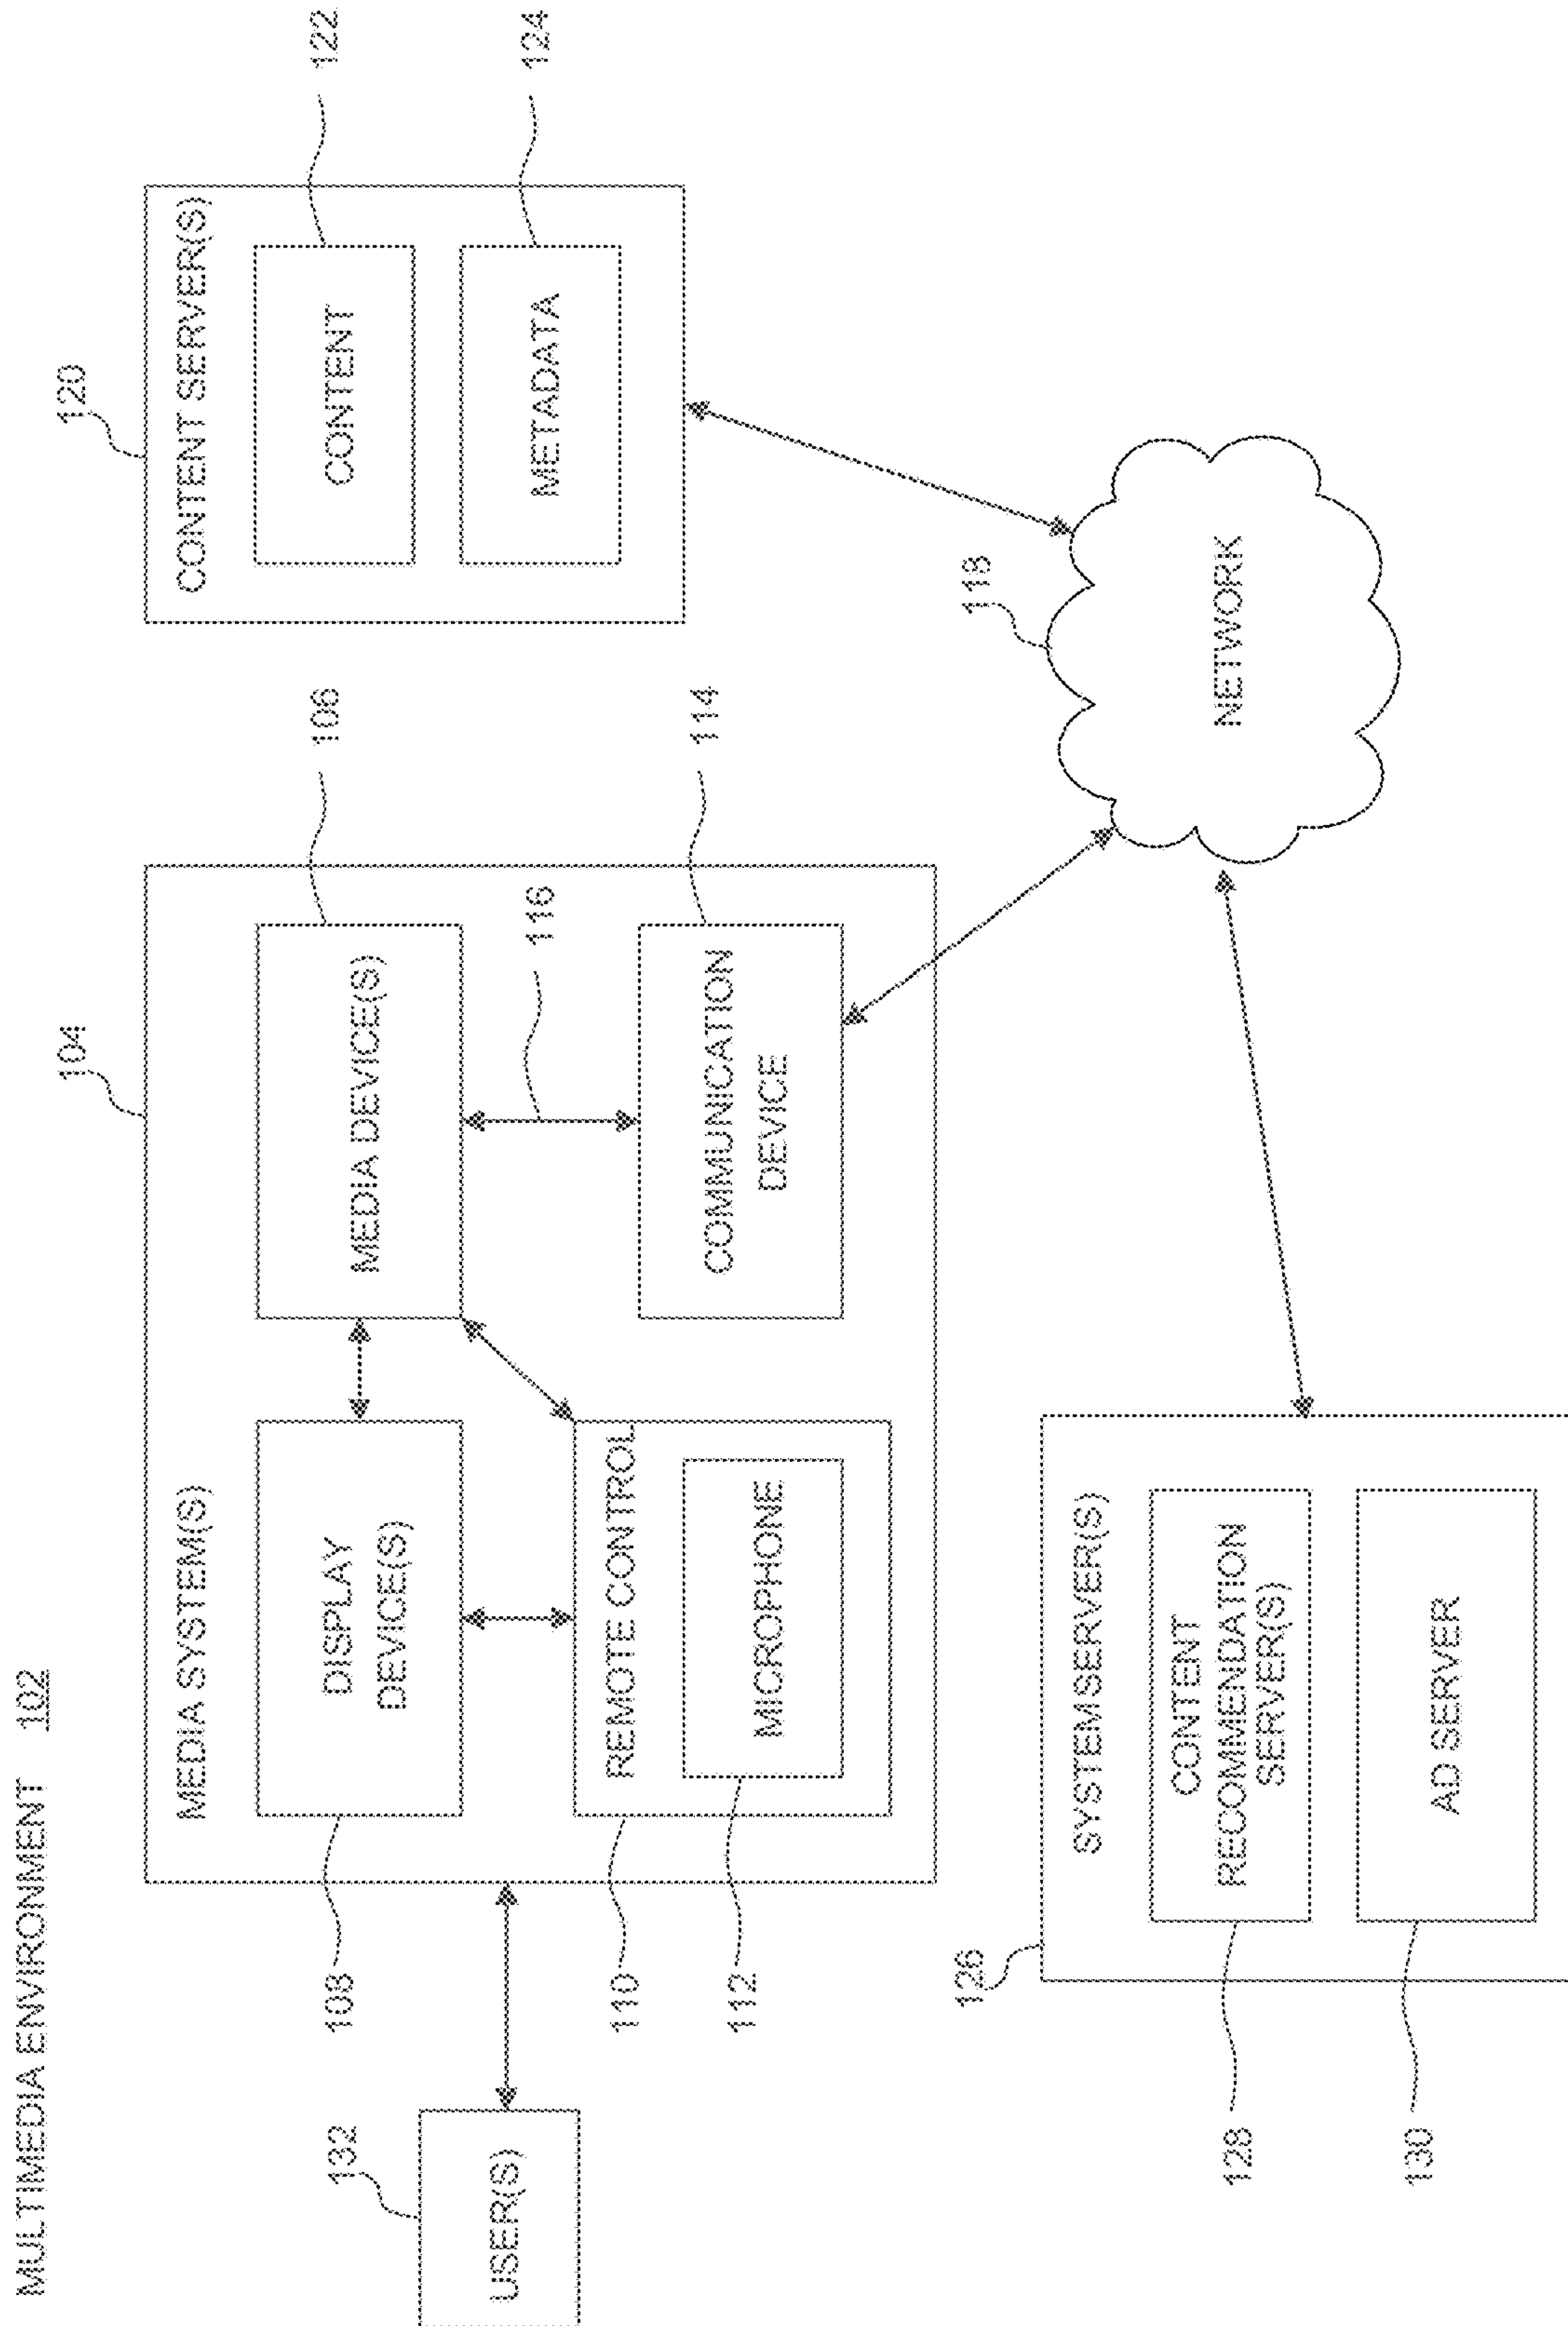 MULTIMEDIA ENVIRONMENT 102
104
MEDIA SYSTEM(S)
DISPLAY
DEVICE(S)
108
MEDIA DEVICE(S)
106
116
REMOTE CONTROL
110
MICROPHONE
112
COMMUNICATION
DEVICE
114
132
USER(S)
120
CONTENT SERVER(S)
CONTENT
122
METADATA
124
118
NETWORK
126
SYSTEM SERVER(S)
CONTENT
RECOMMENDATION
SERVER(S)
128
AD SERVER
130